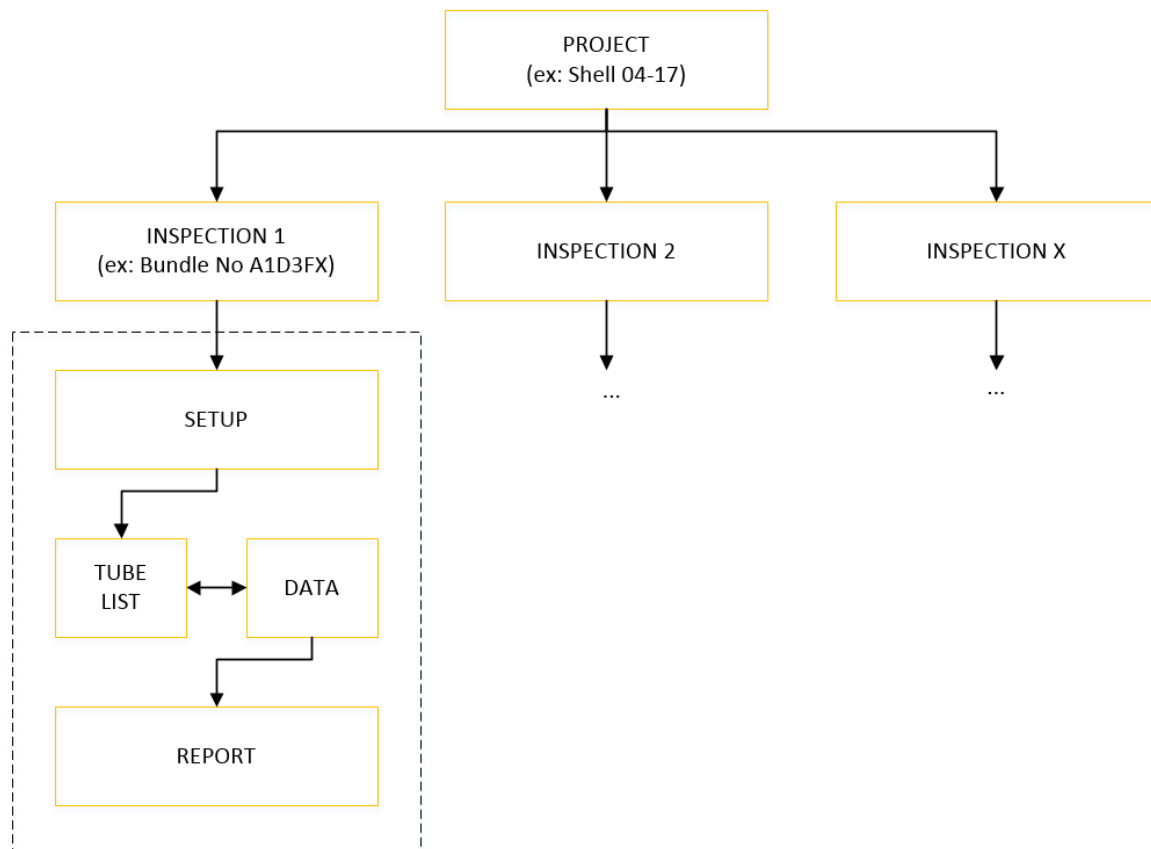 PROJECT
(ex: Shell 04-17)
INSPECTION 1
(ex: Bundle No A1D3FX)
INSPECTION 2
INSPECTION X
SETUP
...
...
TUBE
LIST
DATA
REPORT